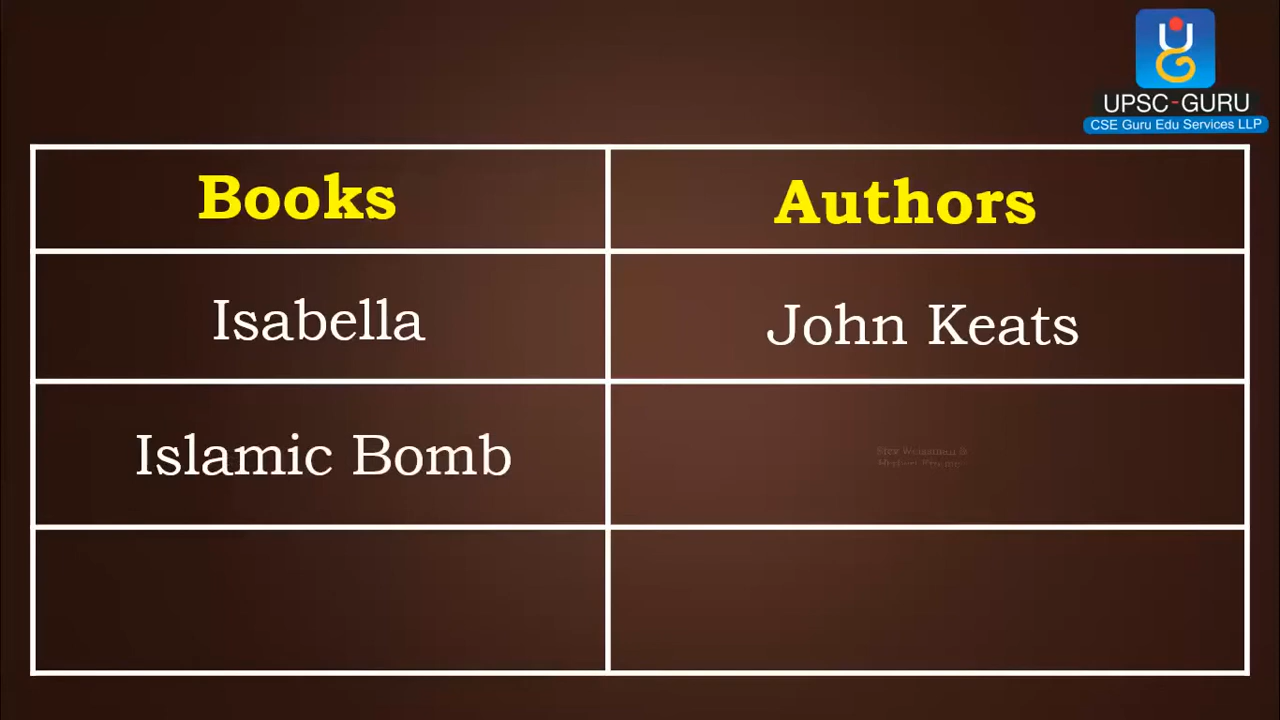 UPSC-GURU
CSE Guru Edu Services LLP
Books
Authors
Isabella
John Keats
Islamic Bomb